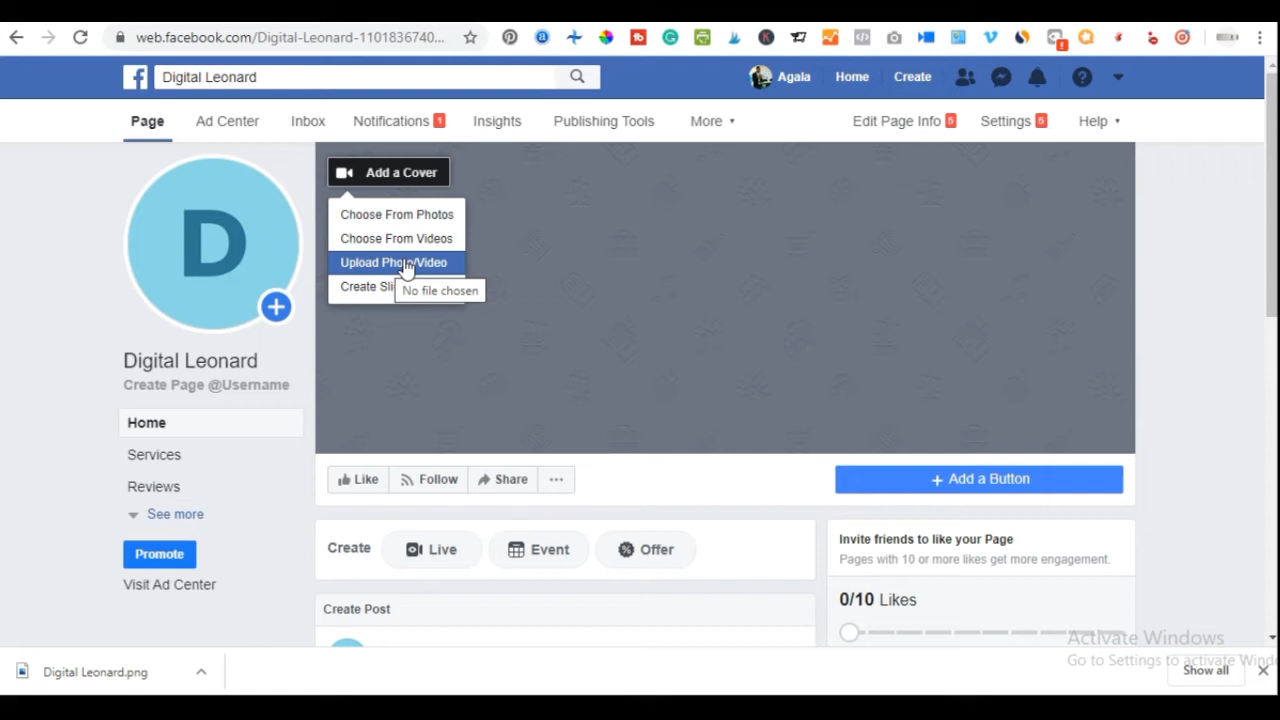 web.facebook.com/Digital-Leonard-1101836740...
Digital Leonard
Agala
Home
Create
Page
Ad Center
Inbox
Notifications 1
Insights
Publishing Tools
More
Edit Page Info 5
Settings 5
Help
D
Add a Cover
Choose From Photos
Choose From Videos
Upload Photo/Video
Create Sli
No file chosen
Digital Leonard
Create Page @Username
Home
Services
Reviews
See more
Promote
Visit Ad Center
Like
Follow
Share
...
+ Add a Button
Create
Live
Event
Offer
Create Post
Invite friends to like your Page
Pages with 10 or more likes get more engagement.
0/10 Likes
Activate Windows
Go to Settings to activate Wind
Digital Leonard.png
Show all